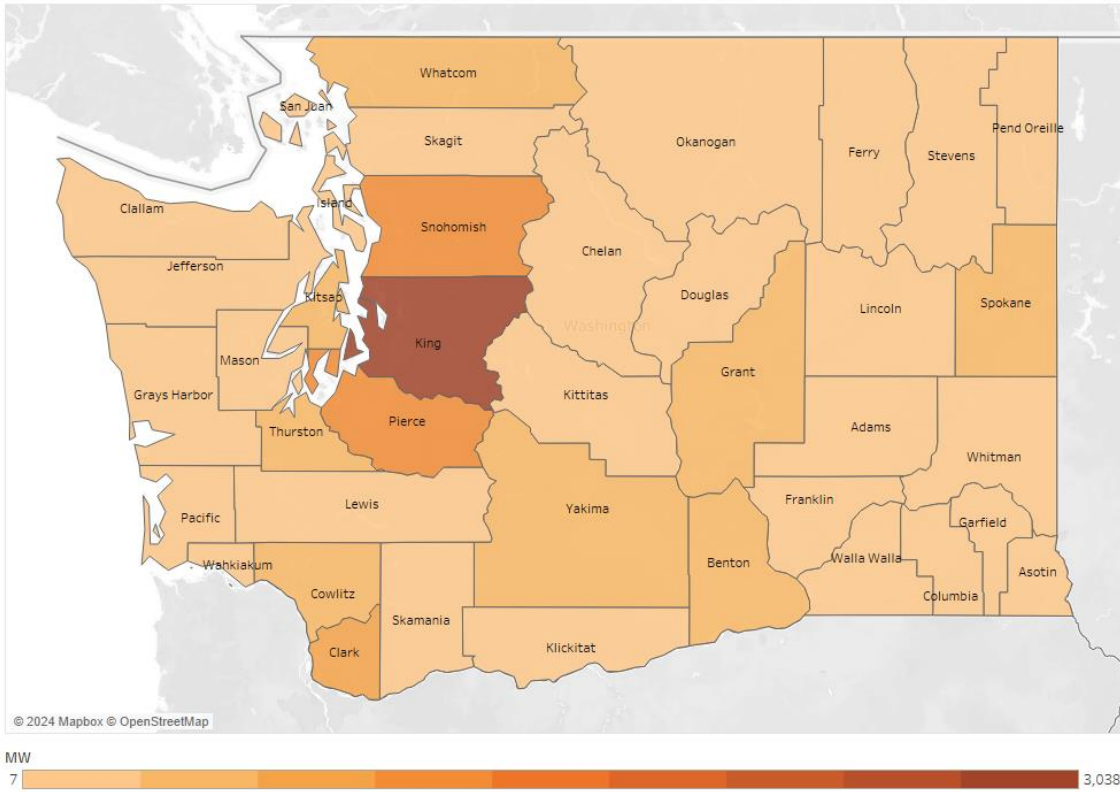 Whatcom
San Juan
Skagit
Okanogan
Ferry
Stevens
Pend Oreille
Clallam
Island
Snohomish
Chelan
Jefferson
Kitsap
Douglas
Lincoln
Spokane
Washington
King
Mason
Grant
Grays Harbor
Kittitas
Pierce
Thurston
Adams
Whitman
Lewis
Pacific
Yakima
Franklin
Garfield
Wahkiakum
Benton
Walla Walla
Asotin
Cowlitz
Columbia
Skamania
Clark
Klickitat
© 2024 Mapbox © OpenStreetMap
MW
7 3,038